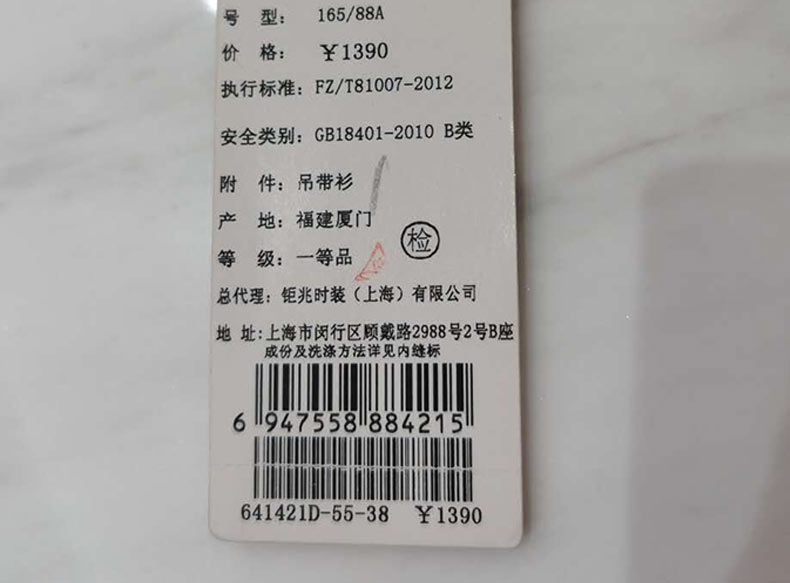 号 型: 165/88A
价 格: ¥1390
执行标准: FZ/T81007-2012
安全类别: GB18401-2010 B类
附 件: 吊带衫
产 地: 福建厦门
检
等 级: 一等品
总代理: 钜兆时装(上海)有限公司
地 址:上海市闵行区顾戴路2988号2号B座
成份及洗涤方法详见内缝标
6 947558 884215
641421D-55-38 ¥1390